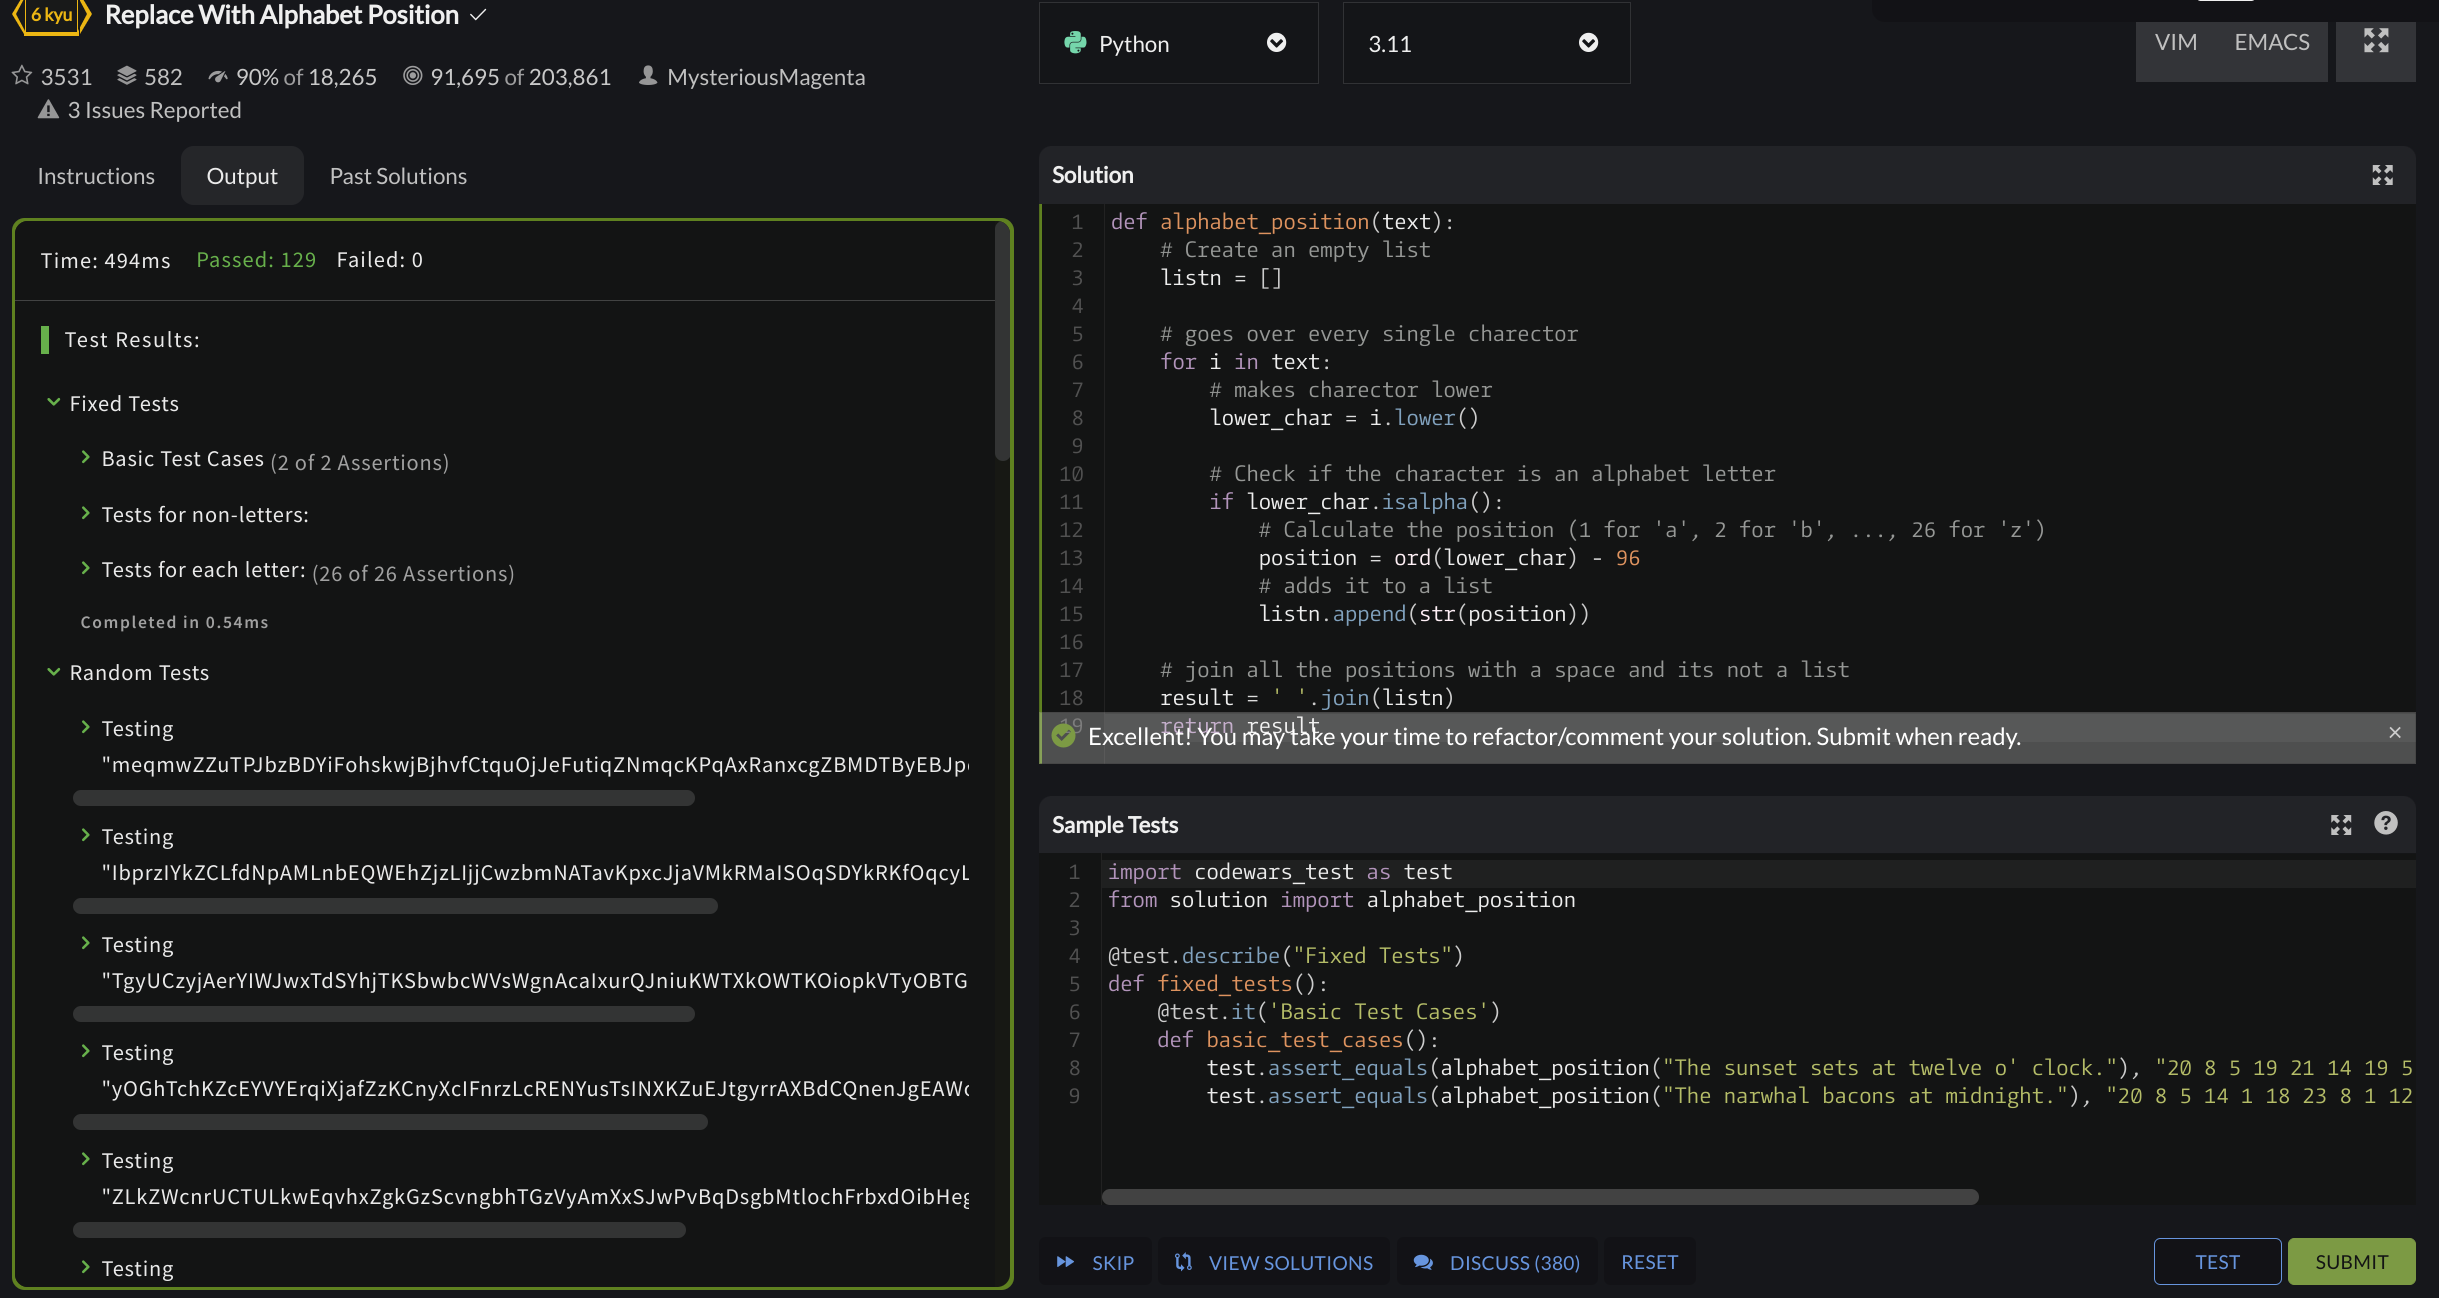 6 kyu Replace With Alphabet Position
3531 582 90% of 18,265 91,695 of 203,861 MysteriousMagenta
3 Issues Reported
Instructions Output Past Solutions
Time: 494ms Passed: 129 Failed: 0
Test Results:
Fixed Tests
Basic Test Cases (2 of 2 Assertions)
Tests for non-letters:
Tests for each letter: (26 of 26 Assertions)
Completed in 0.54ms
Random Tests
Testing
"meqmwZZuTPJbzBDYiFohskwjBjhvfCtquOjJeFutiqZNmqcKPqAxRanxcgZBMDTByEBJp
Testing
"IbprzIYkZCLfdNpAMLnbEQWEhZjzLIjjCwzbmNATavKpxcJjaVMkRMaISOqSDYkRKfOqcyL
Testing
"TgyUCzyjAerYIWJwxTdSYhjTKSbwbcWVsWgnAcaIxurQJniuKWTXkOWTKOiopkVTyOBTG
Testing
"yOGhTchKZcEYVYErqiXjafZzKCnyXcIFnrzLcRENYusTsINXKZuEJtgyrrAXBdCQnenJgEAW
Testing
"ZLkZWcnrUCTULkwEqvhxZgkGzScvngbhTGzVyAmXxSJwPvBqDsgbMtlochFrbxdOibHeg
Testing
Python 3.11 VIM EMACS
Solution
1 def alphabet_position(text):
2     # Create an empty list
3     listn = []
4
5     # goes over every single charector
6     for i in text:
7         # makes charector lower
8         lower_char = i.lower()
9
10         # Check if the character is an alphabet letter
11         if lower_char.isalpha():
12             # Calculate the position (1 for 'a', 2 for 'b', ..., 26 for 'z')
13             position = ord(lower_char) - 96
14             # adds it to a list
15             listn.append(str(position))
16
17     # join all the positions with a space and its not a list
18     result = ' '.join(listn)
19     return result
Excellent! You may take your time to refactor/comment your solution. Submit when ready.
Sample Tests
1 import codewars_test as test
2 from solution import alphabet_position
3
4 @test.describe("Fixed Tests")
5 def fixed_tests():
6     @test.it('Basic Test Cases')
7     def basic_test_cases():
8         test.assert_equals(alphabet_position("The sunset sets at twelve o' clock."), "20 8 5 19 21 14 19 5
9         test.assert_equals(alphabet_position("The narwhal bacons at midnight."), "20 8 5 14 1 18 23 8 1 12
SKIP VIEW SOLUTIONS DISCUSS (380) RESET TEST SUBMIT